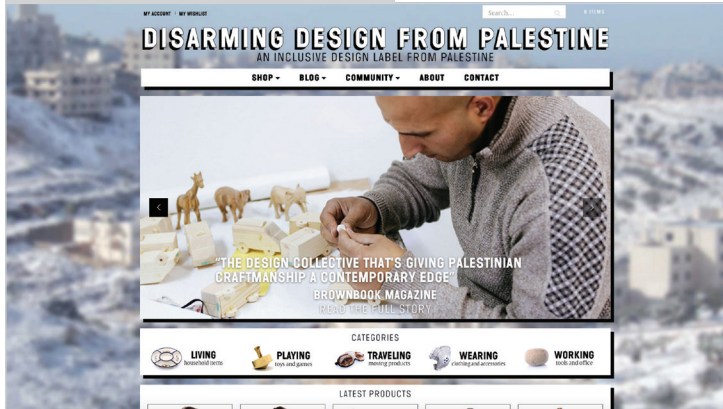 MY ACCOUNT / MY WISHLIST
Search...
0 ITEMS
DISARMING DESIGN FROM PALESTINE
AN INCLUSIVE DESIGN LABEL FROM PALESTINE
SHOP BLOG COMMUNITY ABOUT CONTACT
"THE DESIGN COLLECTIVE THAT'S GIVING PALESTINIAN
CRAFTMANSHIP A CONTEMPORARY EDGE"
BROWNBOOK MAGAZINE
READ THE FULL STORY
CATEGORIES
LIVING
household items
PLAYING
toys and games
TRAVELING
moving products
WEARING
clothing and accessories
WORKING
tools and office
LATEST PRODUCTS